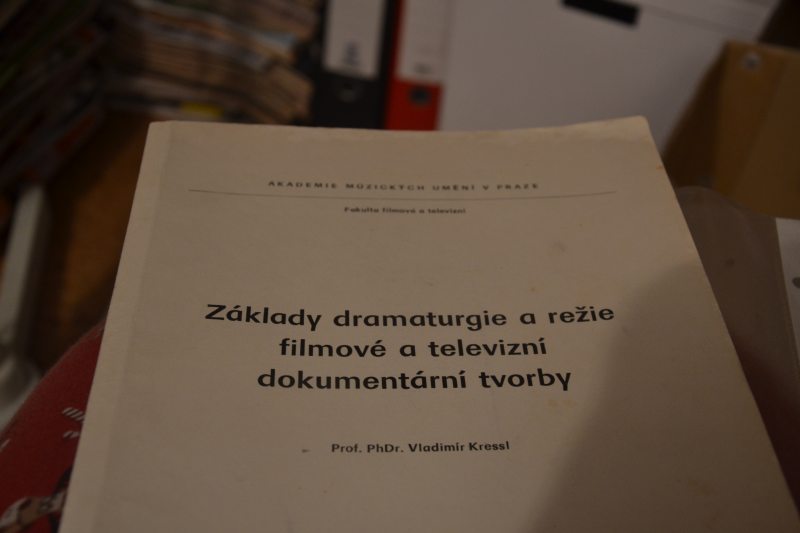 AKADEMIE MÚZICKÝCH UMĚNÍ V PRAZE
Fakulta filmová a televizní
Základy dramaturgie a režie
filmové a televizní
dokumentární tvorby
Prof. PhDr. Vladimír Kressl